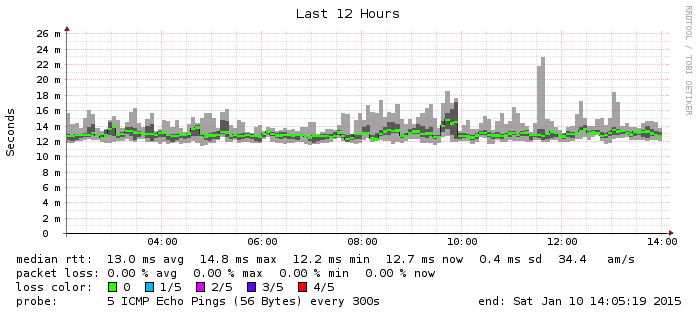 Last 12 Hours
RRDTOOL / TOBI OETIKER
Seconds
26 m
24 m
22 m
20 m
18 m
16 m
14 m
12 m
10 m
8 m
6 m
4 m
2 m
0
04:00 06:00 08:00 10:00 12:00 14:00
median rtt: 13.0 ms avg 14.8 ms max 12.2 ms min 12.7 ms now 0.4 ms sd 34.4 am/s
packet loss: 0.00 % avg 0.00 % max 0.00 % min 0.00 % now
loss color: 0 1/5 2/5 3/5 4/5
probe: 5 ICMP Echo Pings (56 Bytes) every 300s end: Sat Jan 10 14:05:19 2015